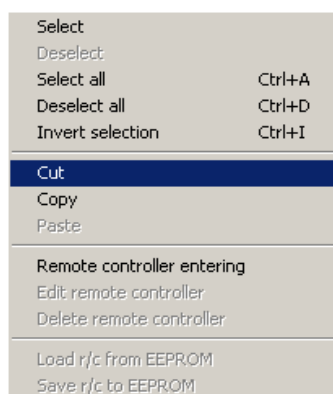 Select
Deselect
Select all Ctrl+A
Deselect all Ctrl+D
Invert selection Ctrl+I
Cut
Copy
Paste
Remote controller entering
Edit remote controller
Delete remote controller
Load r/c from EEPROM
Save r/c to EEPROM